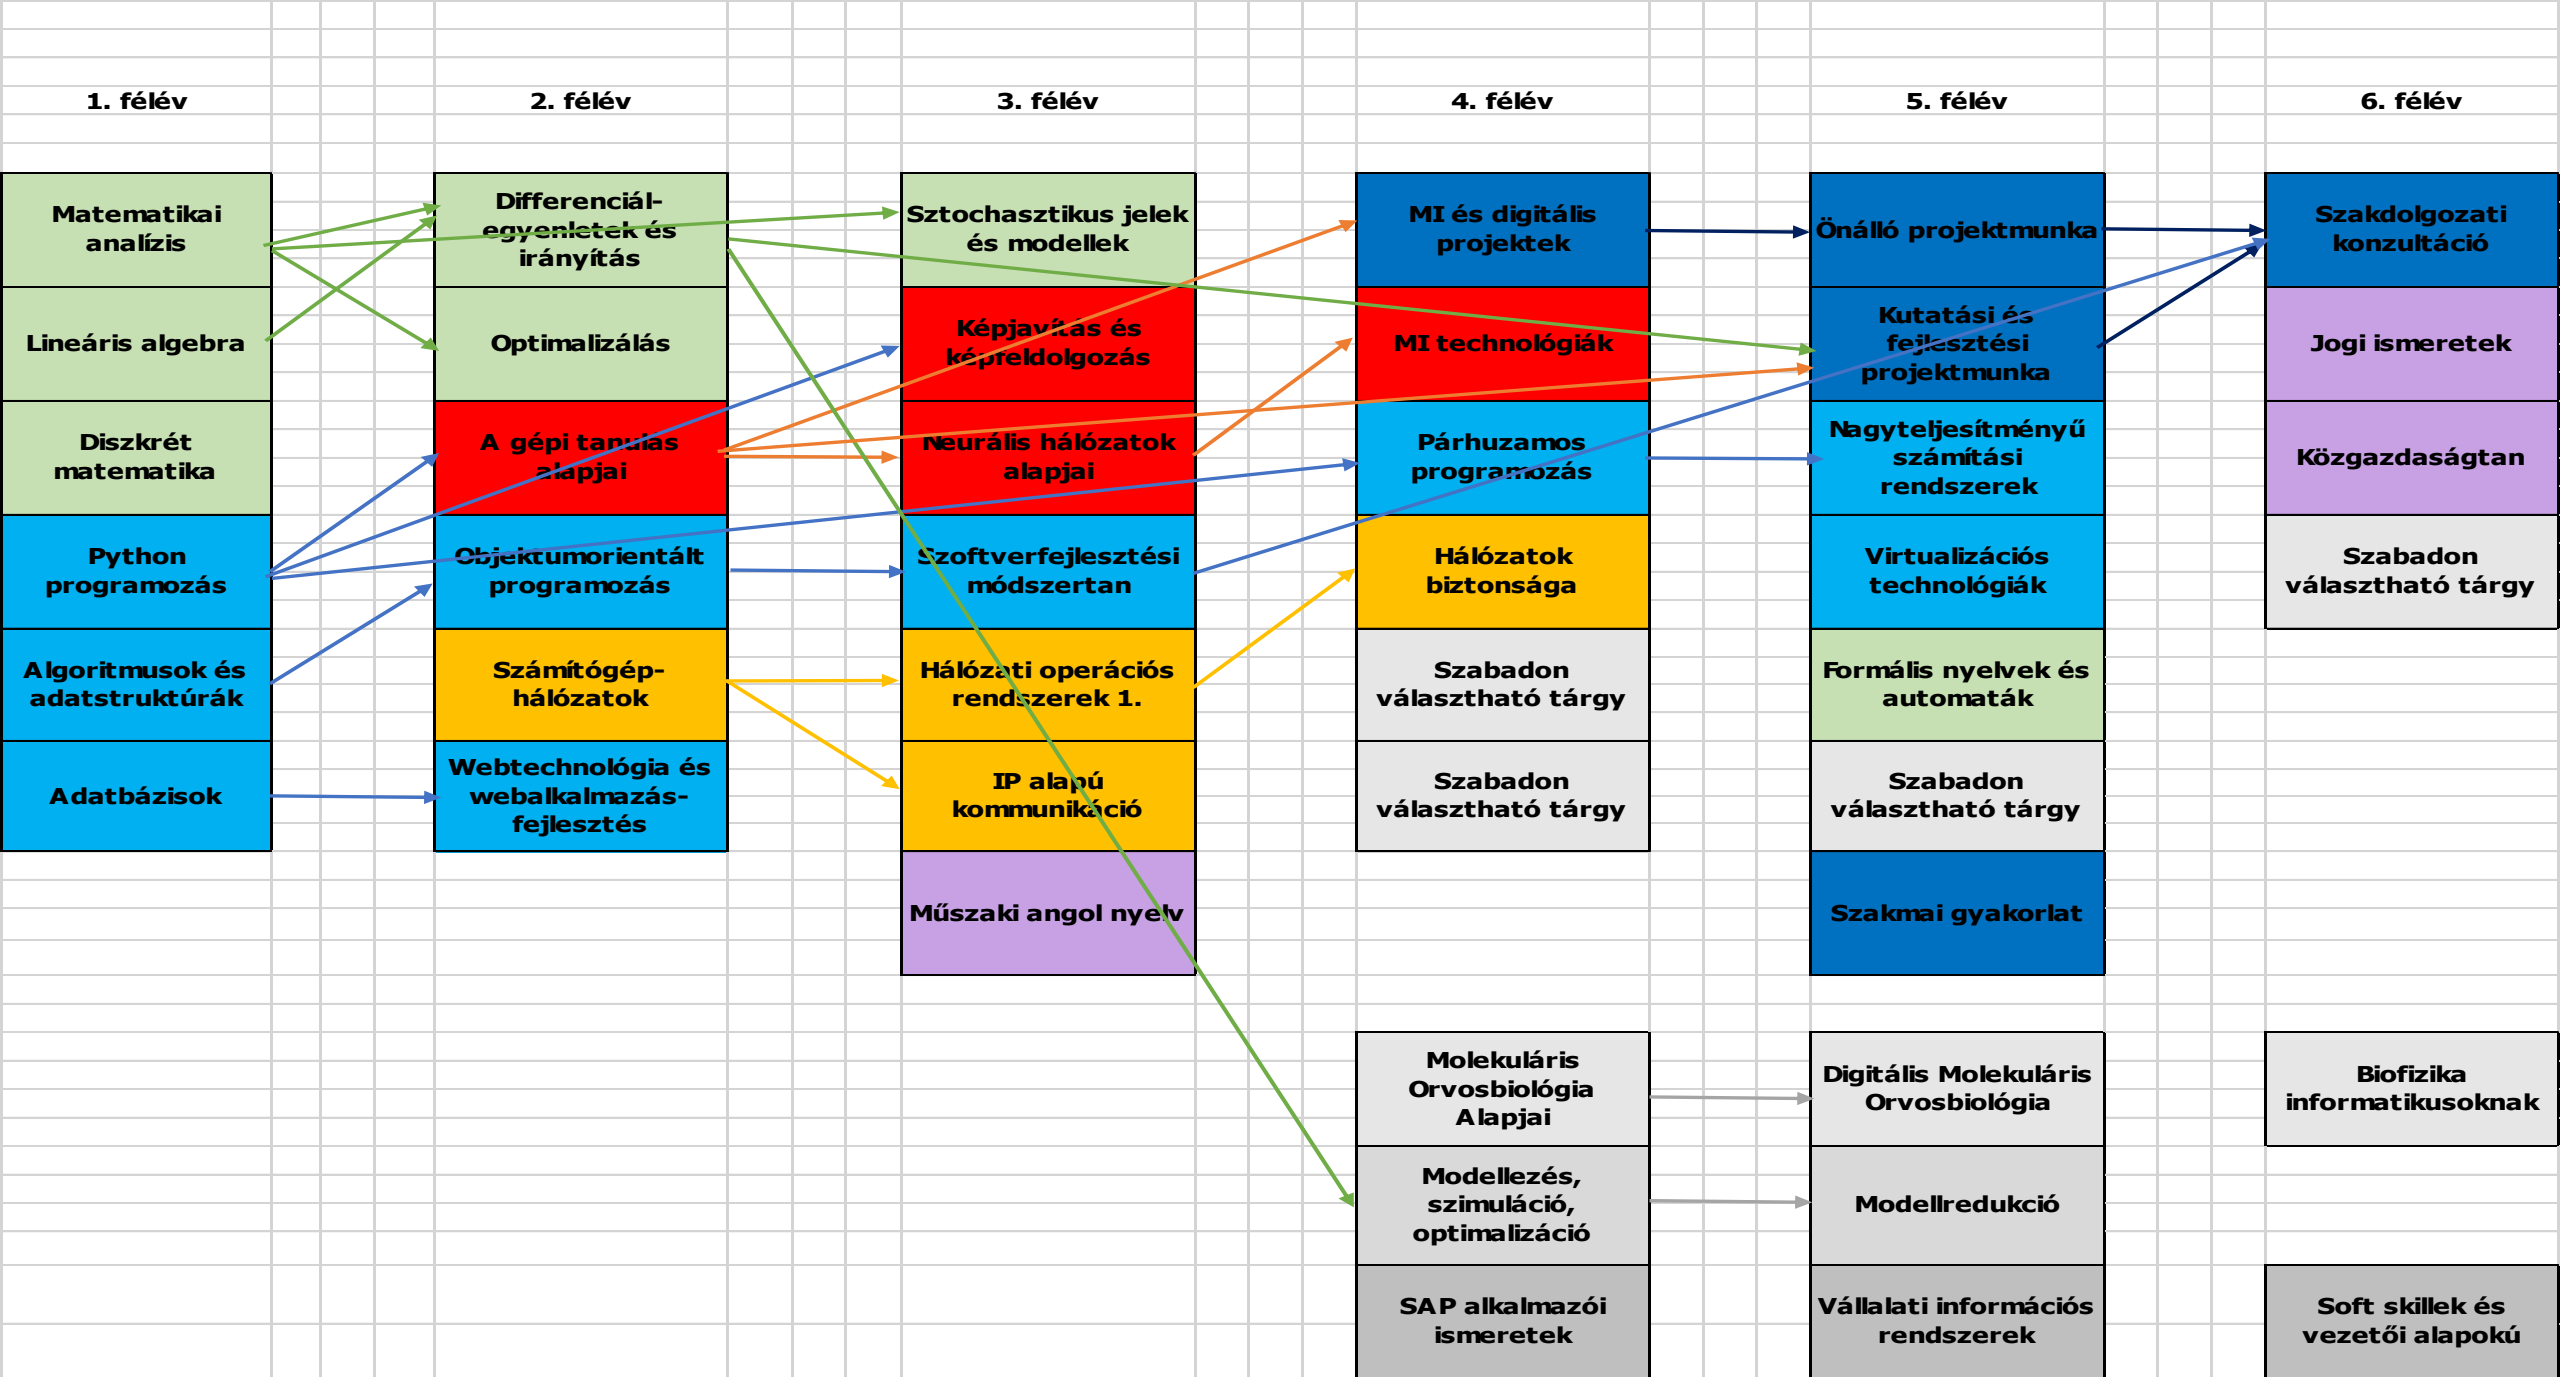 1. félév
2. félév
3. félév
4. félév
5. félév
6. félév
Matematikai
analízis
Lineáris algebra
Diszkrét
matematika
Python
programozás
Algoritmusok és
adatstruktúrák
Adatbázisok
Differenciál-
egyenletek és
irányítás
Optimalizálás
A gépi tanulás
alapjai
Objektumorientált
programozás
Számítógép-
hálózatok
Webtechnológia és
webalkalmazás-
fejlesztés
Sztochasztikus jelek
és modellek
Képjavítás és
képfeldolgozás
Neurális hálózatok
alapjai
Szoftverfejlesztési
módszertan
Hálózati operációs
rendszerek 1.
IP alapú
kommunikáció
Műszaki angol nyelv
MI és digitális
projektek
MI technológiák
Párhuzamos
programozás
Hálózatok
biztonsága
Szabadon
választható tárgy
Szabadon
választható tárgy
Molekuláris
Orvosbiológia
Alapjai
Modellezés,
szimuláció,
optimalizáció
SAP alkalmazói
ismeretek
Önálló projektmunka
Kutatási és
fejlesztési
projektmunka
Nagyteljesítményű
számítási
rendszerek
Virtualizációs
technológiák
Formális nyelvek és
automaták
Szabadon
választható tárgy
Szakmai gyakorlat
Digitális Molekuláris
Orvosbiológia
Modellredukció
Vállalati információs
rendszerek
Szakdolgozati
konzultáció
Jogi ismeretek
Közgazdaságtan
Szabadon
választható tárgy
Biofizika
informatikusoknak
Soft skillek és
vezetői alapokú